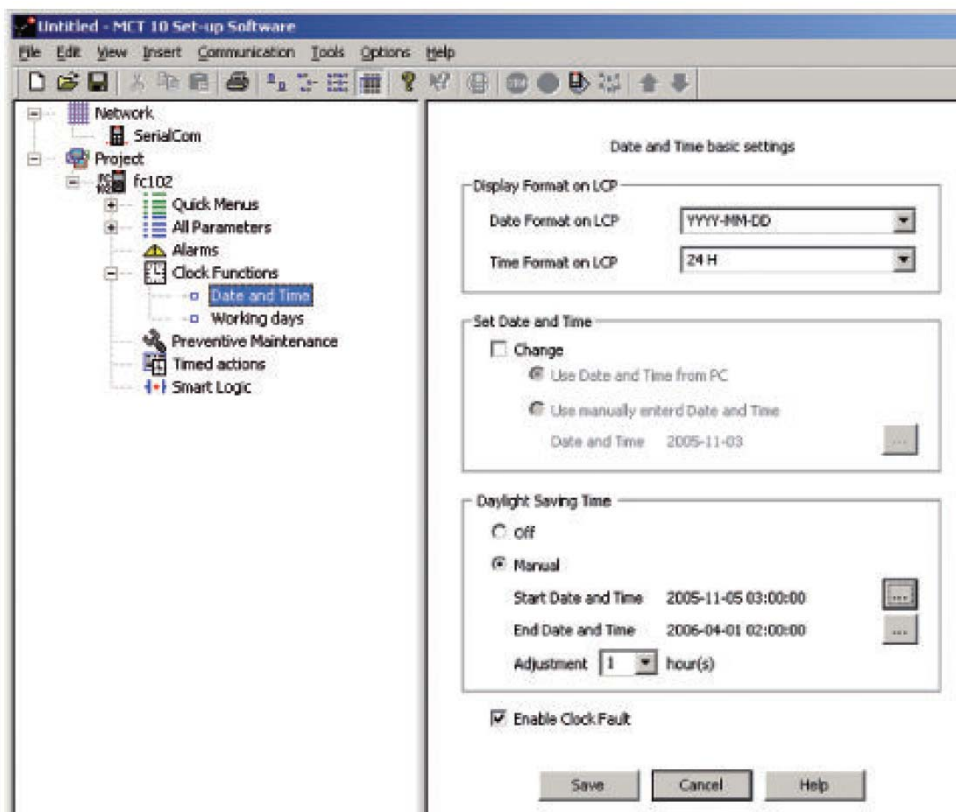 Untitled - MCT 10 Set-up Software
File Edit View Insert Communication Tools Options Help
Network
SerialCom
Project
fc102
Quick Menus
All Parameters
Alarms
Clock Functions
Date and Time
Working days
Preventive Maintenance
Timed actions
Smart Logic
Date and Time basic settings
Display Format on LCP
Date Format on LCP YYYY-MM-DD
Time Format on LCP 24 H
Set Date and Time
Change
Use Date and Time from PC
Use manually enterd Date and Time
Date and Time 2005-11-03 ...
Daylight Saving Time
Off
Manual
Start Date and Time 2005-11-05 03:00:00 ...
End Date and Time 2006-04-01 02:00:00 ...
Adjustment 1 hour(s)
Enable Clock Fault
Save Cancel Help